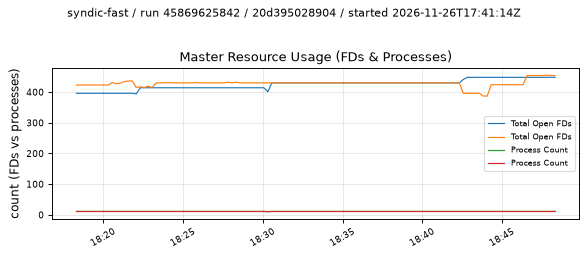 syndic-fast / run 45869625842 / 20d395028904 / started 2026-11-26T17:41:14Z
Master Resource Usage (FDs & Processes)
count (FDs vs processes)
400
300
200
100
0
Total Open FDs
Total Open FDs
Process Count
Process Count
18:20
18:25
18:30
18:35
18:40
18:45